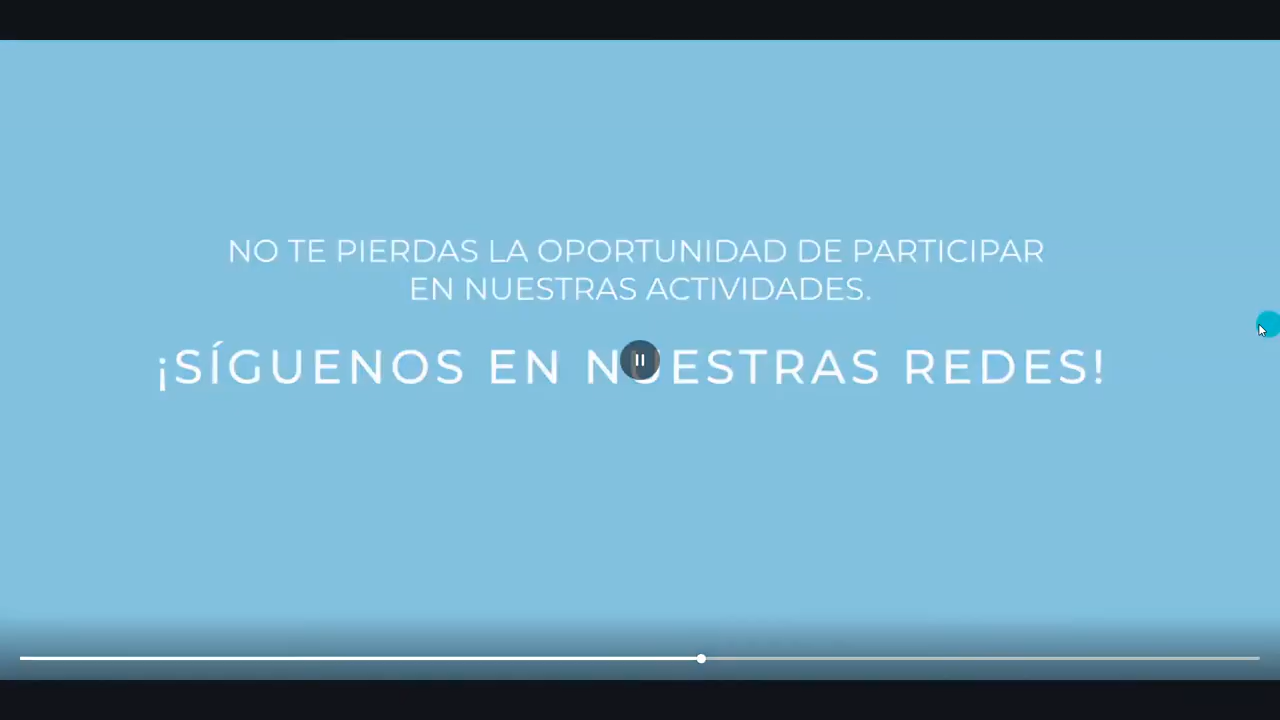 NO TE PIERDAS LA OPORTUNIDAD DE PARTICIPAR
EN NUESTRAS ACTIVIDADES.
¡SÍGUENOS EN NUESTRAS REDES!